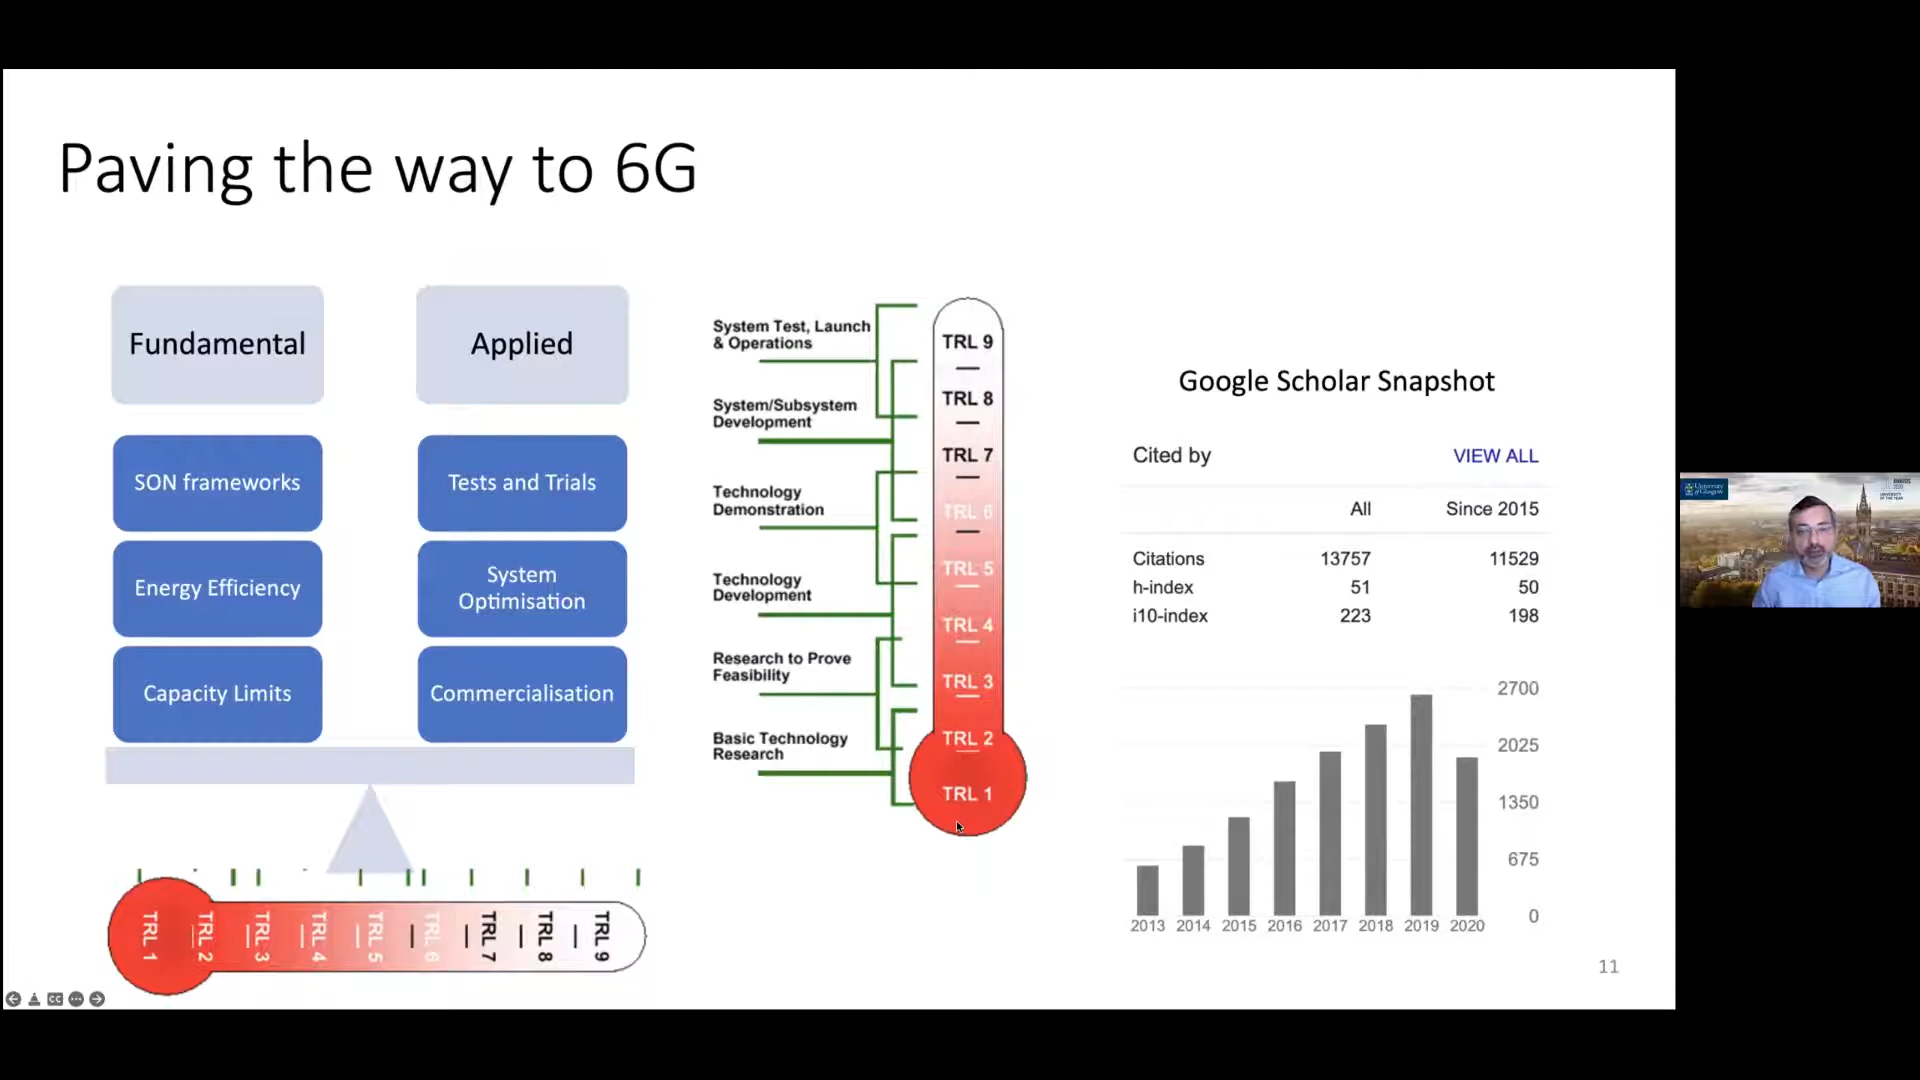 Paving the way to 6G
Fundamental
Applied
SON frameworks
Tests and Trials
Energy Efficiency
System
Optimisation
Capacity Limits
Commercialisation
TRL 1
TRL 2
TRL 3
TRL 4
TRL 5
TRL 6
TRL 7
TRL 8
TRL 9
System Test, Launch
& Operations
System/Subsystem
Development
Technology
Demonstration
Technology
Development
Research to Prove
Feasibility
Basic Technology
Research
TRL 9
TRL 8
TRL 7
TRL 6
TRL 5
TRL 4
TRL 3
TRL 2
TRL 1
Google Scholar Snapshot
Cited by VIEW ALL
All Since 2015
Citations 13757 11529
h-index 51 50
i10-index 223 198
2700
2025
1350
675
0
2013 2014 2015 2016 2017 2018 2019 2020
11
CC
University
of Glasgow